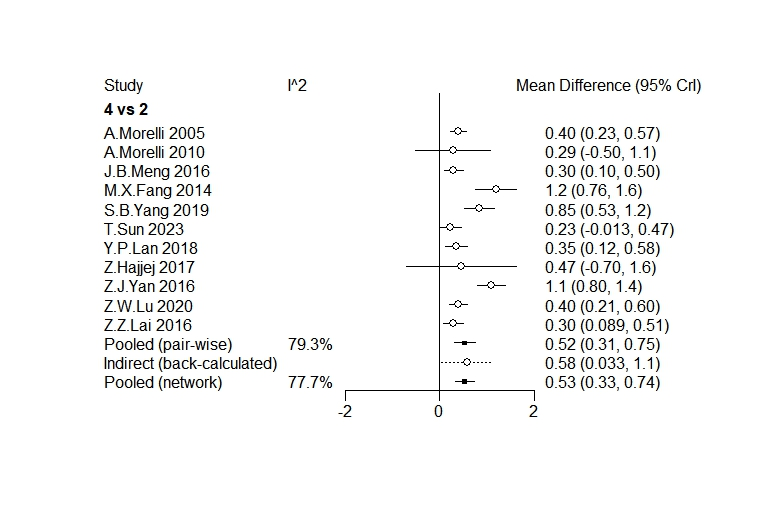 Study I^2 Mean Difference (95% CrI)
4 vs 2
A.Morelli 2005 0.40 (0.23, 0.57)
A.Morelli 2010 0.29 (-0.50, 1.1)
J.B.Meng 2016 0.30 (0.10, 0.50)
M.X.Fang 2014 1.2 (0.76, 1.6)
S.B.Yang 2019 0.85 (0.53, 1.2)
T.Sun 2023 0.23 (-0.013, 0.47)
Y.P.Lan 2018 0.35 (0.12, 0.58)
Z.Hajjej 2017 0.47 (-0.70, 1.6)
Z.J.Yan 2016 1.1 (0.80, 1.4)
Z.W.Lu 2020 0.40 (0.21, 0.60)
Z.Z.Lai 2016 0.30 (0.089, 0.51)
Pooled (pair-wise) 79.3% 0.52 (0.31, 0.75)
Indirect (back-calculated) 0.58 (0.033, 1.1)
Pooled (network) 77.7% 0.53 (0.33, 0.74)
-2 0 2